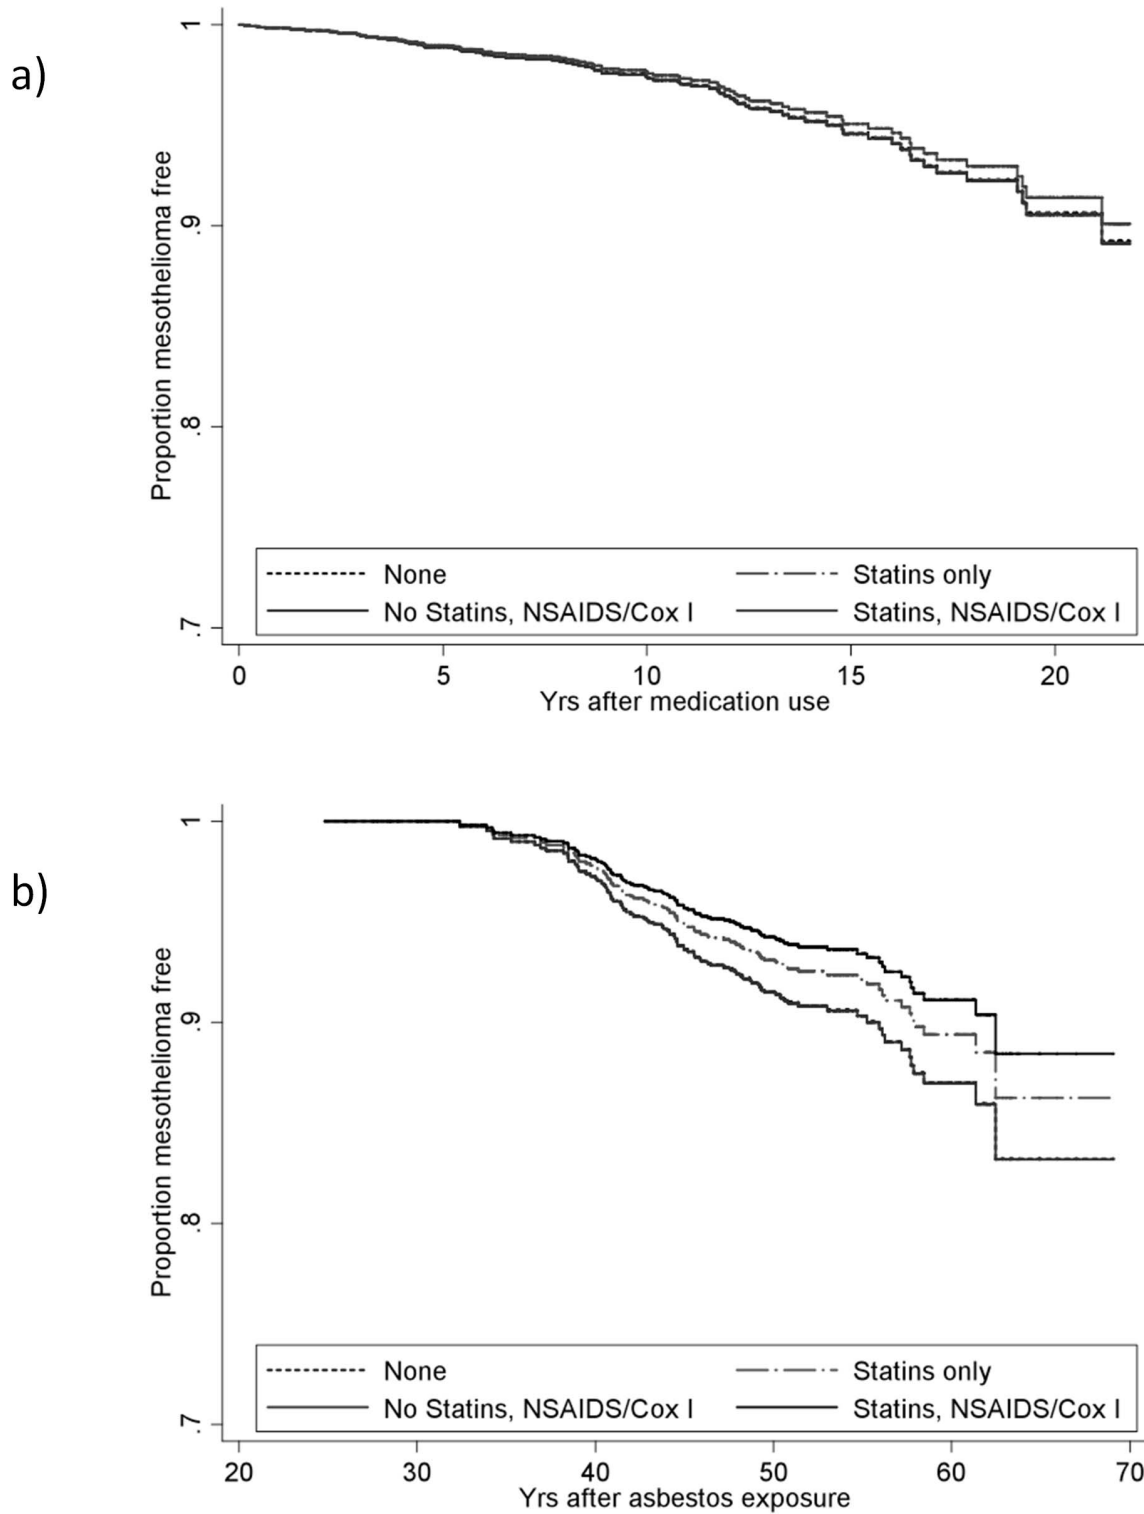 a)
Proportion mesothelioma free
1
.9
.8
.7
None
Statins only
No Statins, NSAIDS/Cox I
Statins, NSAIDS/Cox I
0 5 10 15 20
Yrs after medication use
b)
Proportion mesothelioma free
1
.9
.8
.7
None
Statins only
No Statins, NSAIDS/Cox I
Statins, NSAIDS/Cox I
20 30 40 50 60 70
Yrs after asbestos exposure